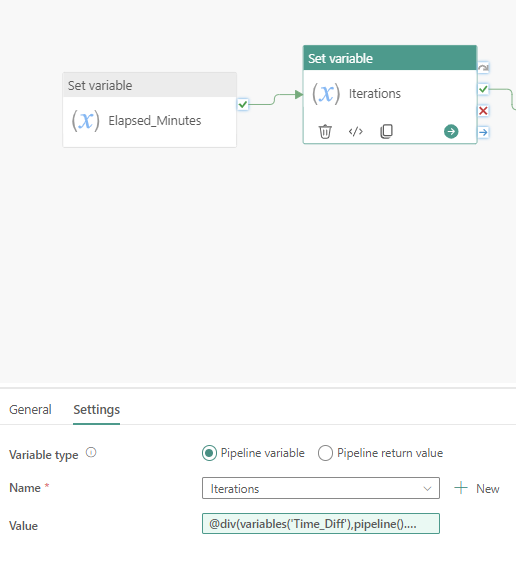 Set variable
(x) Elapsed_Minutes
Set variable
(x) Iterations
</>
General Settings
Variable type Pipeline variable Pipeline return value
Name * Iterations + New
Value @div(variables('Time_Diff'),pipeline()....